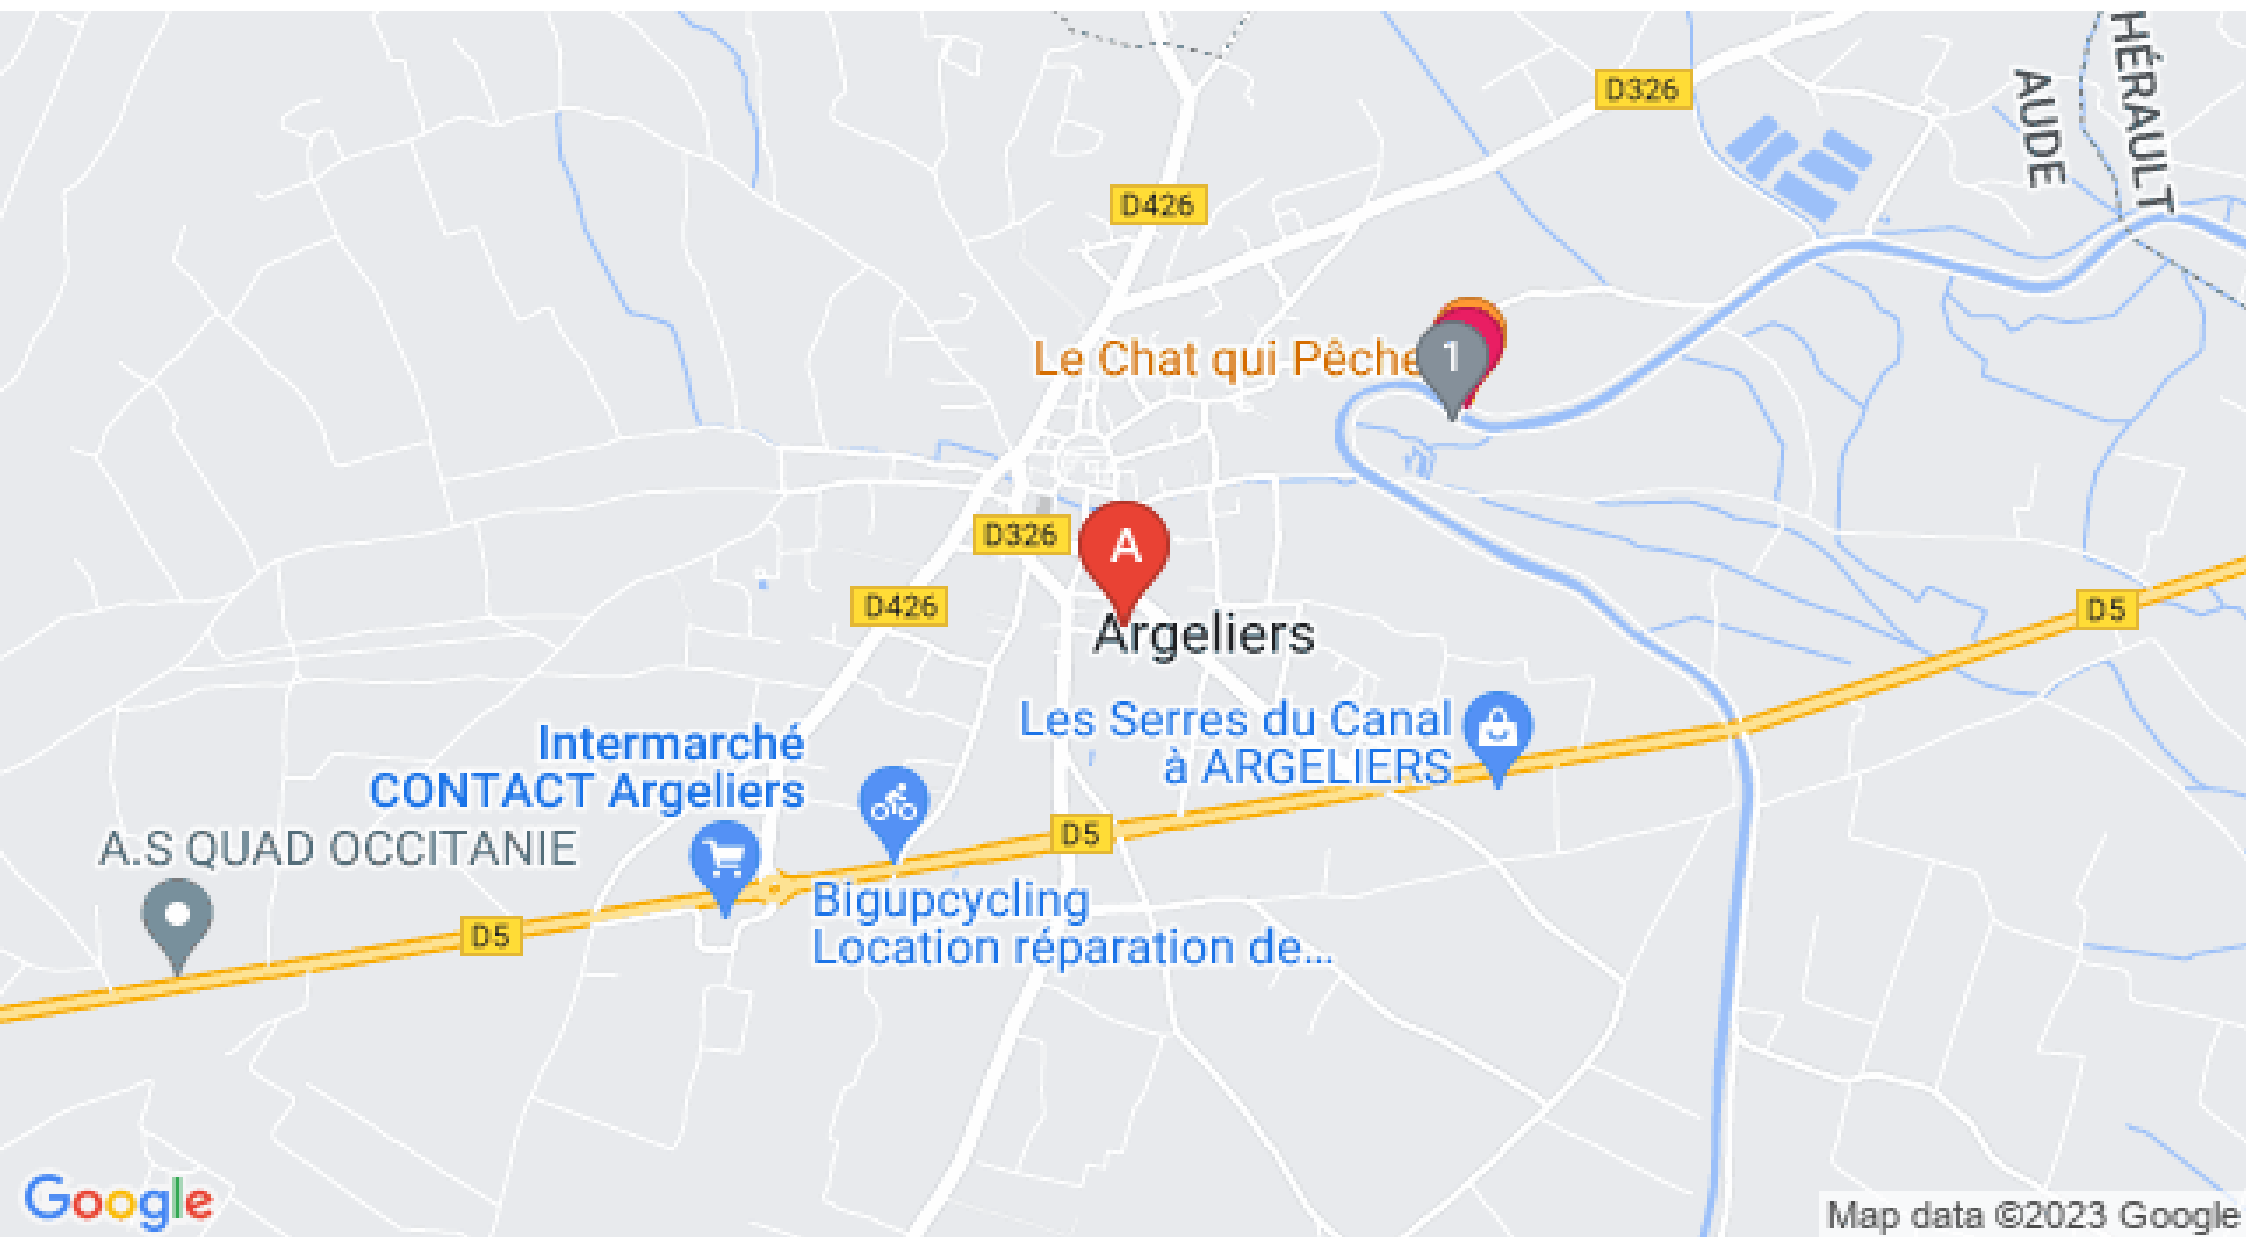 D326
HÉRAULT
AUDE
D426
Le Chat qui Pêche
1
A
D326
D426
Argeliers
D5
Les Serres du Canal
à ARGELIERS
Intermarché
CONTACT Argeliers
D5
A.S QUAD OCCITANIE
Bigupcycling
Location réparation de...
D5
Google
Map data ©2023 Google